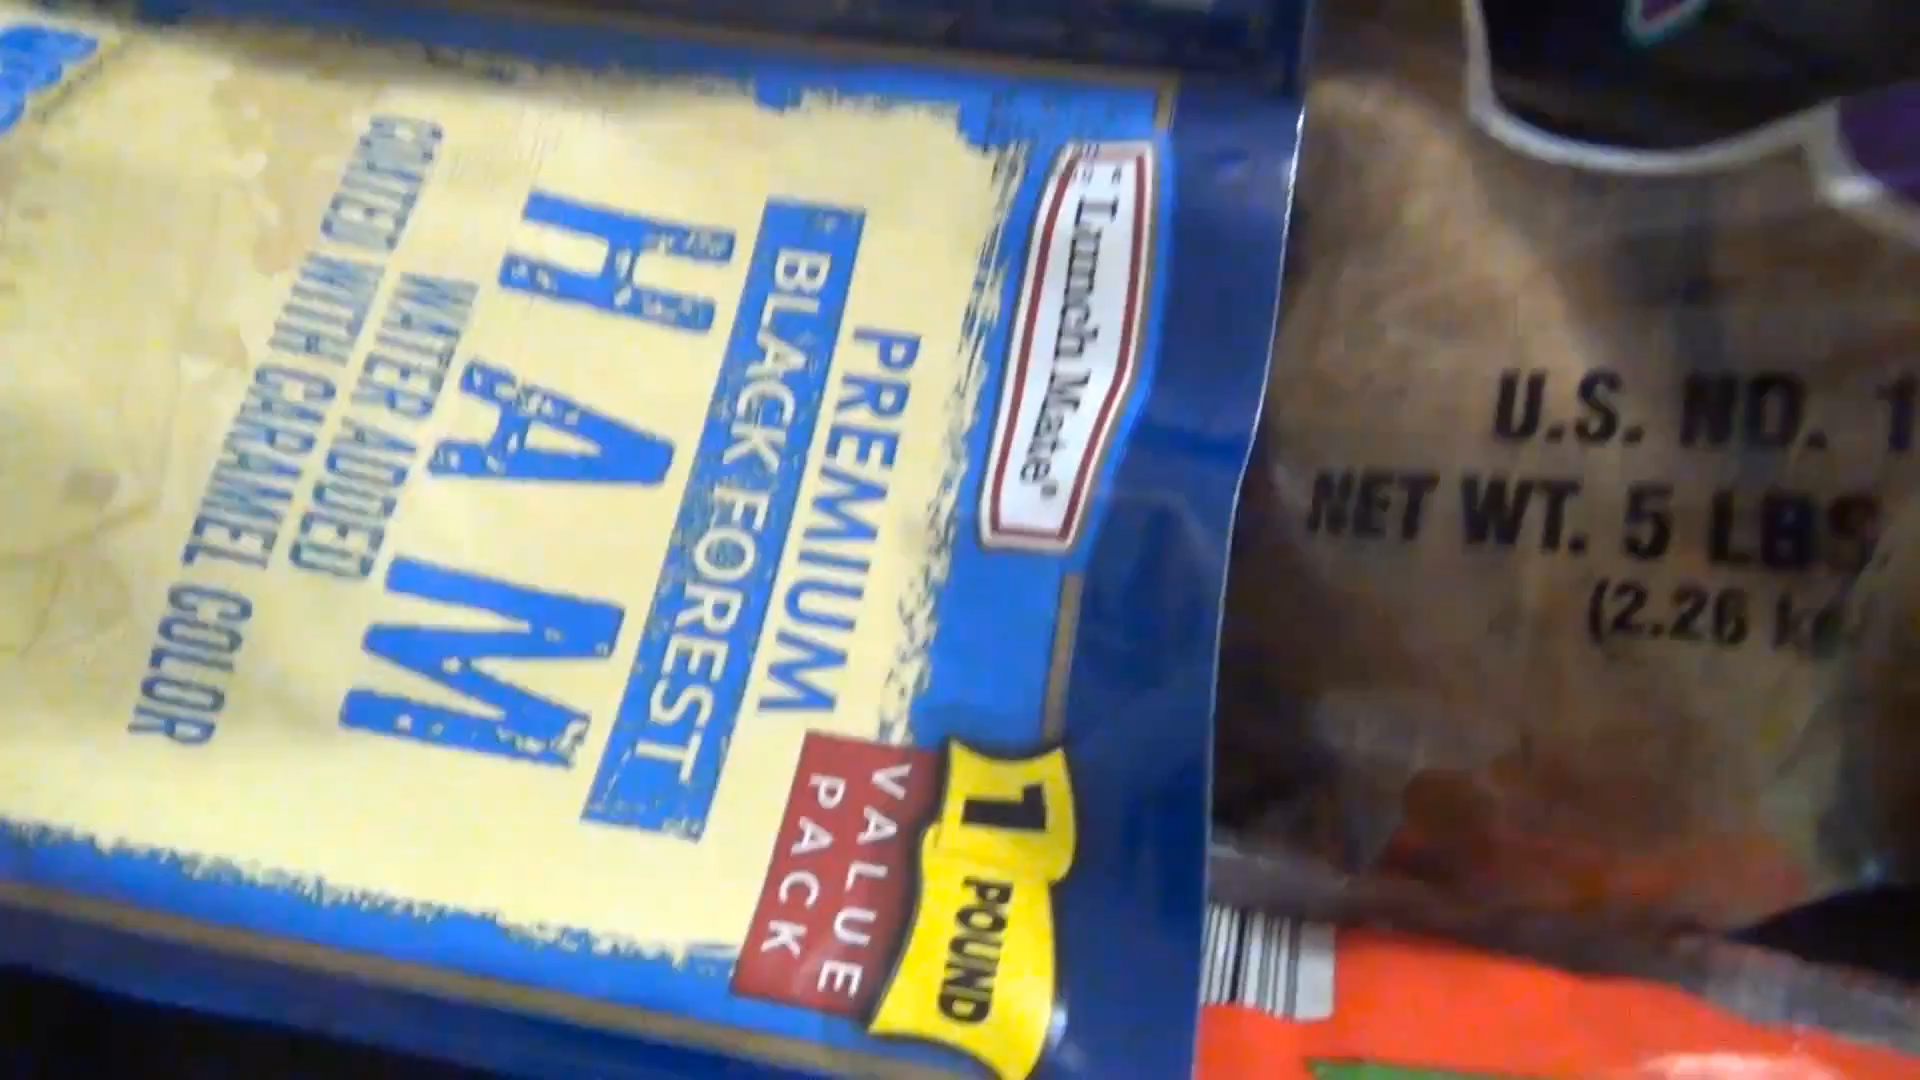 Lunch Mate®
1 POUND
VALUE
PACK
PREMIUM
BLACK FOREST
HAM
WATER ADDED
COATED WITH CARAMEL COLOR
U.S. NO. 1
NET WT. 5 LBS.
(2.26 kg)